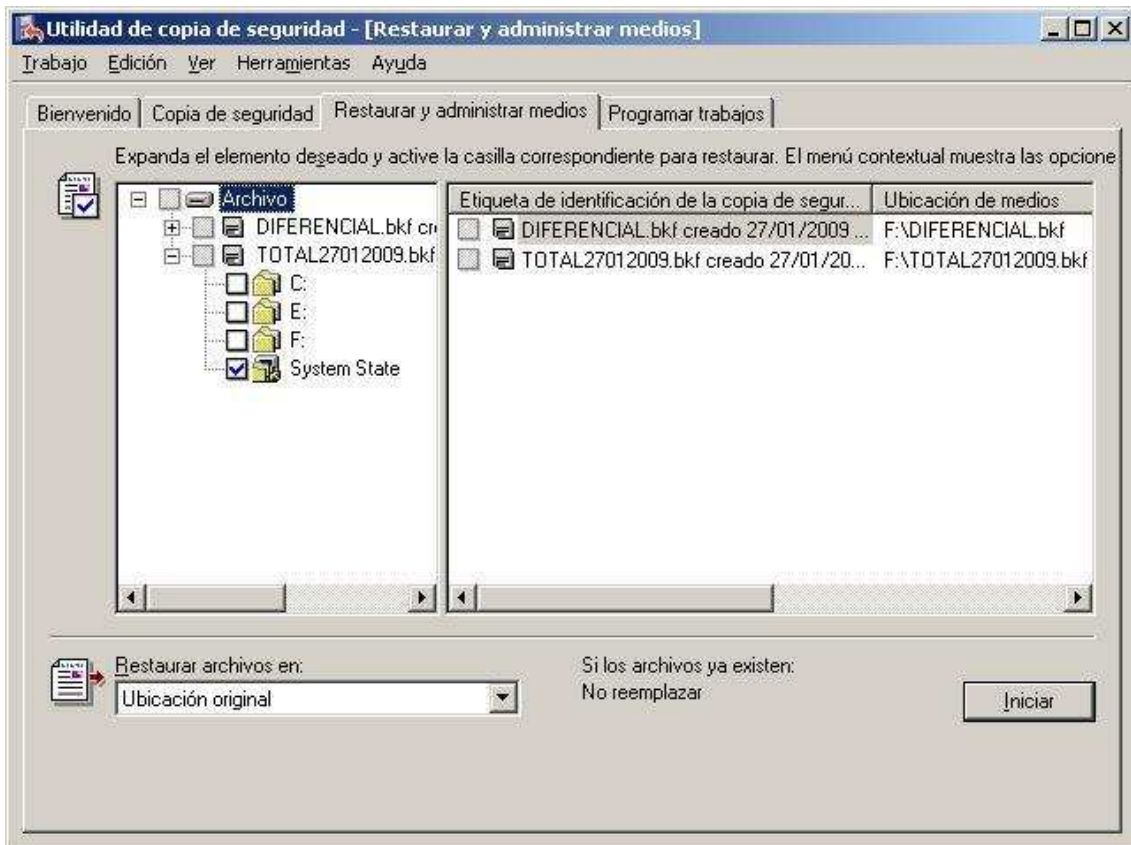 Utilidad de copia de seguridad - [Restaurar y administrar medios]
Trabajo Edición Ver Herramientas Ayuda
Bienvenido Copia de seguridad Restaurar y administrar medios Programar trabajos
Expanda el elemento deseado y active la casilla correspondiente para restaurar. El menú contextual muestra las opcione
Archivo
DIFERENCIAL.bkf cr
TOTAL27012009.bkf
C:
E:
F:
System State
Etiqueta de identificación de la copia de segur... Ubicación de medios
DIFERENCIAL.bkf creado 27/01/2009 ... F:\DIFERENCIAL.bkf
TOTAL27012009.bkf creado 27/01/20... F:\TOTAL27012009.bkf
Restaurar archivos en:
Ubicación original
Si los archivos ya existen:
No reemplazar
Iniciar